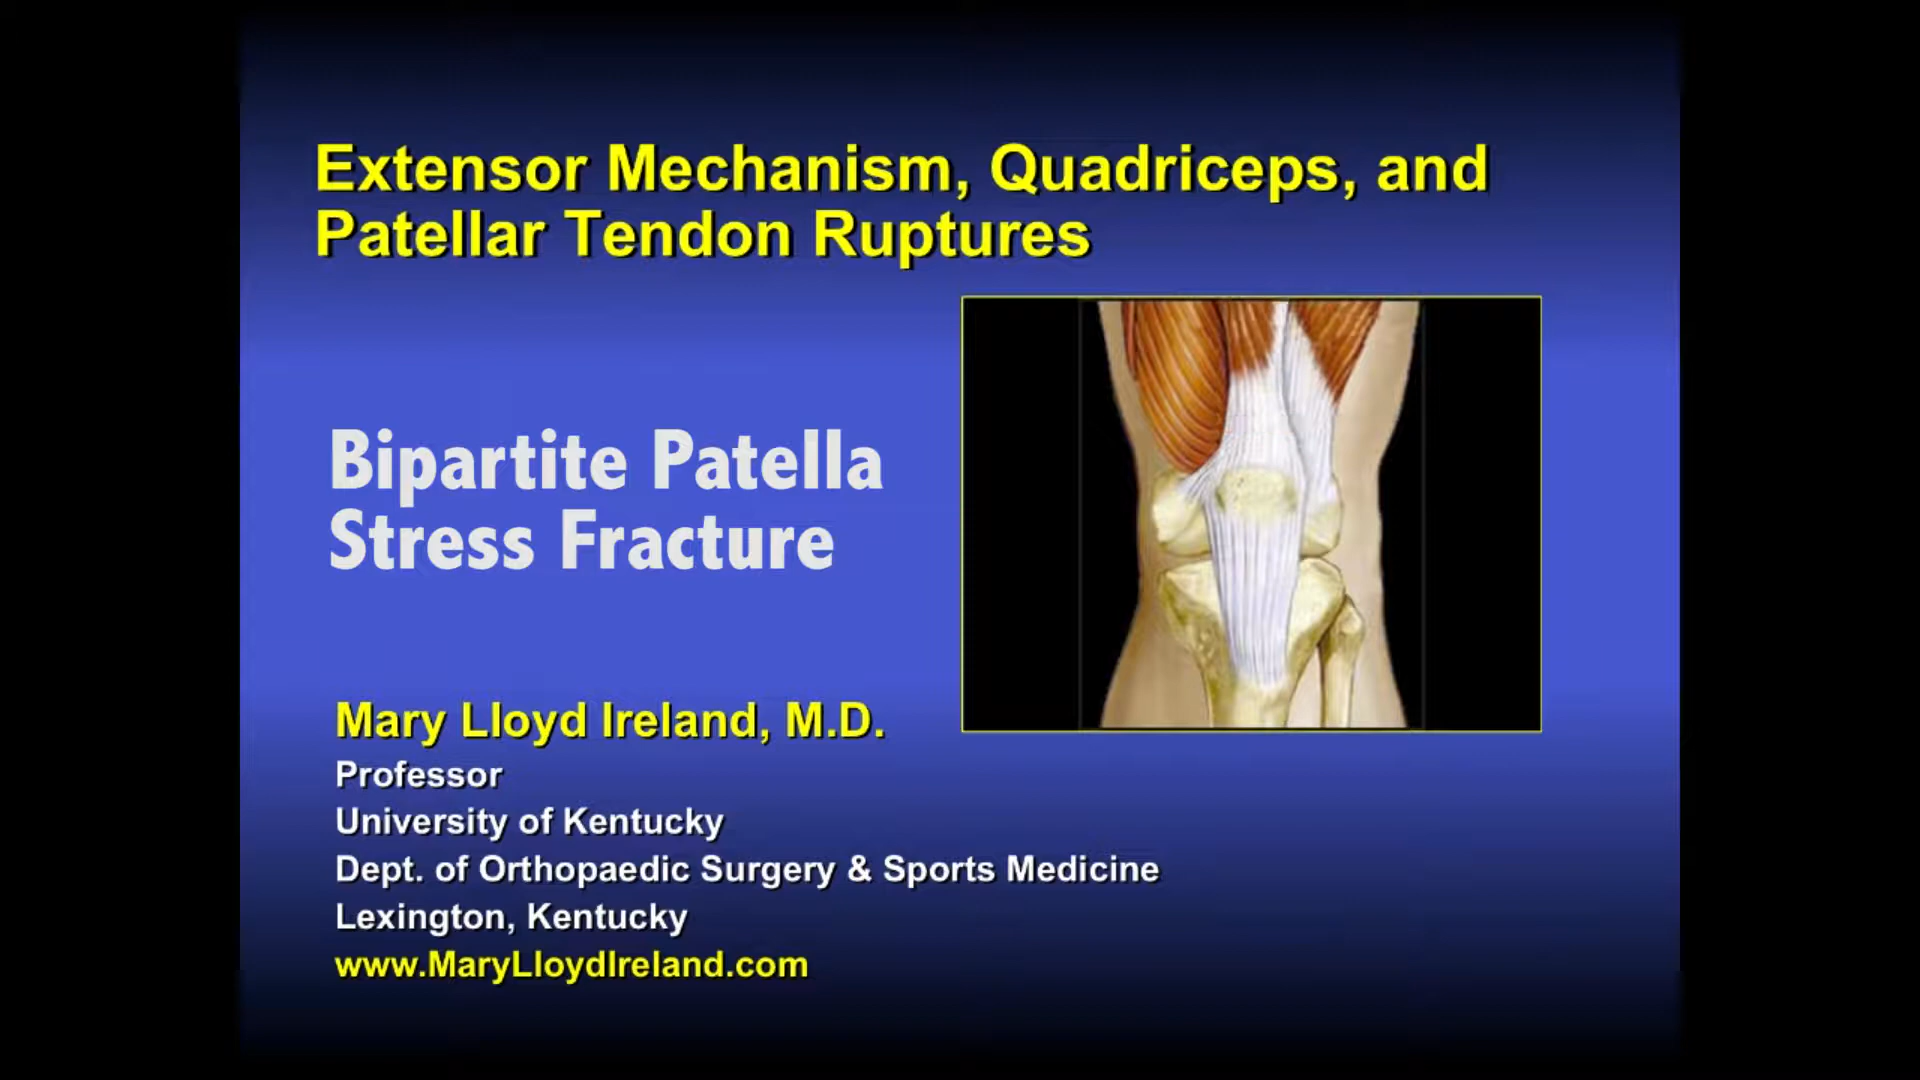 Extensor Mechanism, Quadriceps, and
Patellar Tendon Ruptures
Bipartite Patella
Stress Fracture
Mary Lloyd Ireland, M.D.
Professor
University of Kentucky
Dept. of Orthopaedic Surgery & Sports Medicine
Lexington, Kentucky
www.MaryLloydIreland.com